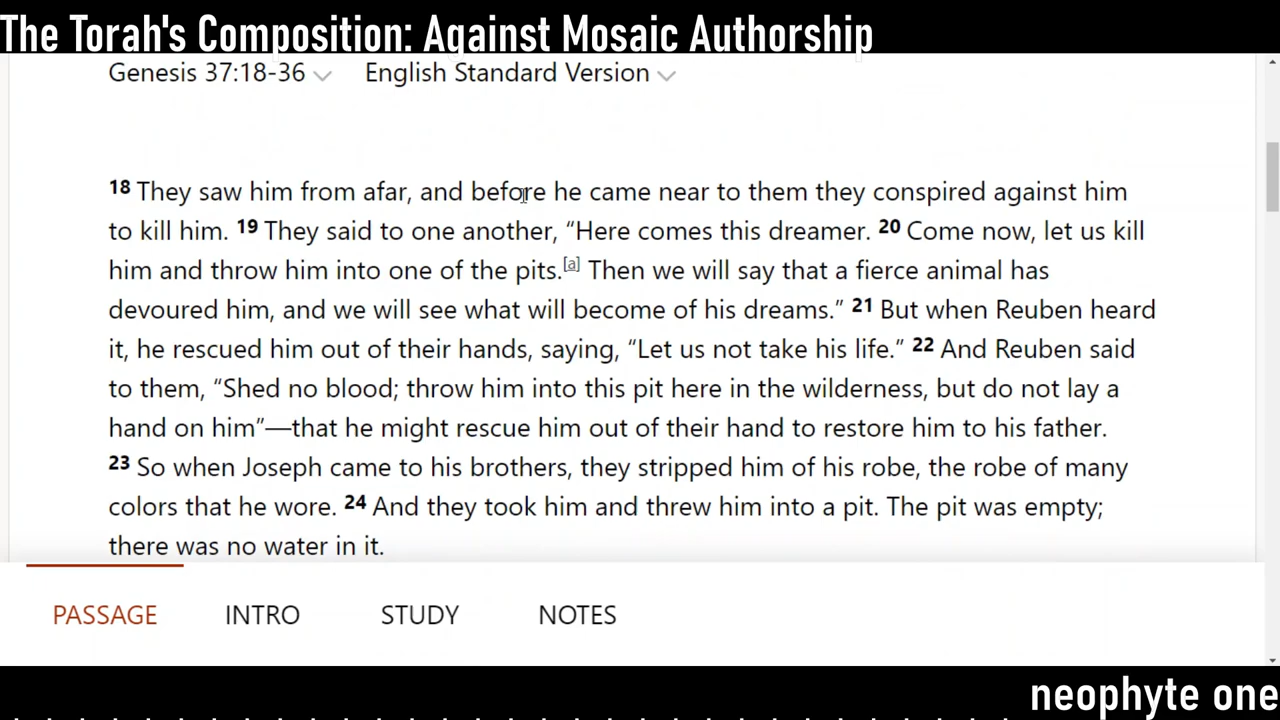 The Torah's Composition: Against Mosaic Authorship
Genesis 37:18-36 English Standard Version
18 They saw him from afar, and before he came near to them they conspired against him
to kill him. 19 They said to one another, “Here comes this dreamer. 20 Come now, let us kill
him and throw him into one of the pits.[a] Then we will say that a fierce animal has
devoured him, and we will see what will become of his dreams.” 21 But when Reuben heard
it, he rescued him out of their hands, saying, “Let us not take his life.” 22 And Reuben said
to them, “Shed no blood; throw him into this pit here in the wilderness, but do not lay a
hand on him”—that he might rescue him out of their hand to restore him to his father.
23 So when Joseph came to his brothers, they stripped him of his robe, the robe of many
colors that he wore. 24 And they took him and threw him into a pit. The pit was empty;
there was no water in it.
PASSAGE INTRO STUDY NOTES
neophyte one